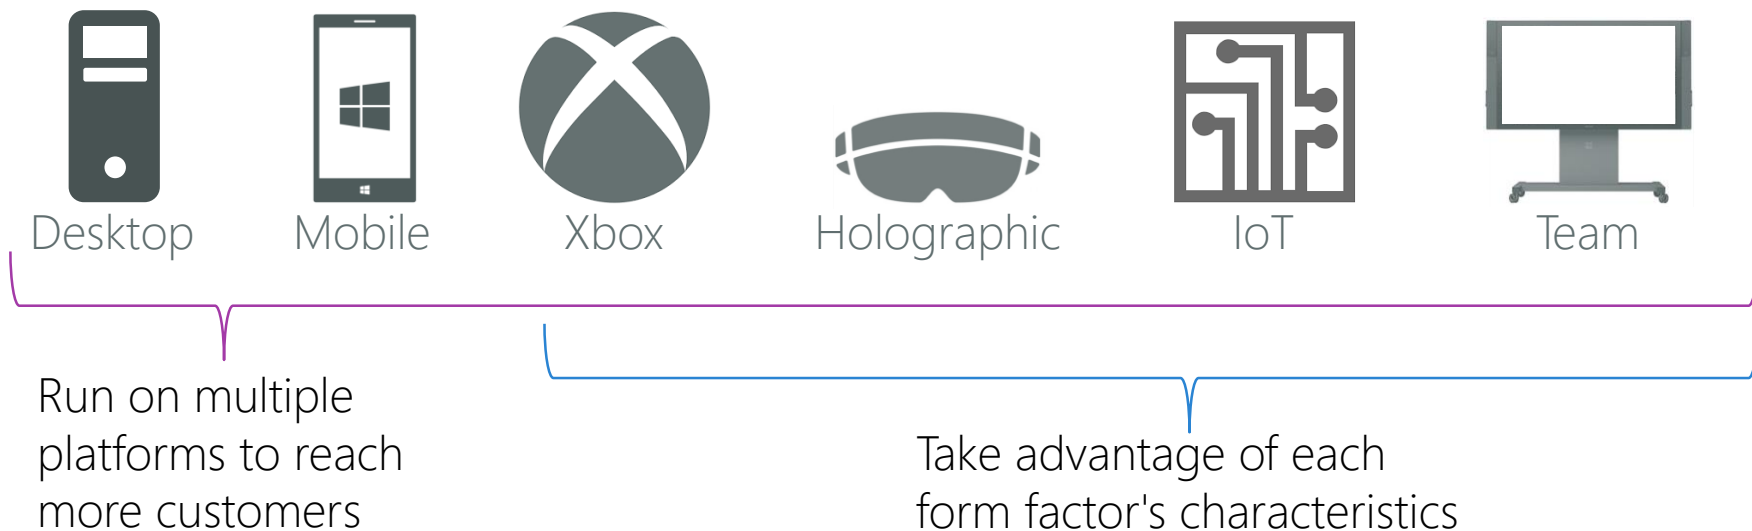 Desktop
Mobile
Xbox
Holographic
IoT
Team
Run on multiple
platforms to reach
more customers
Take advantage of each
form factor's characteristics